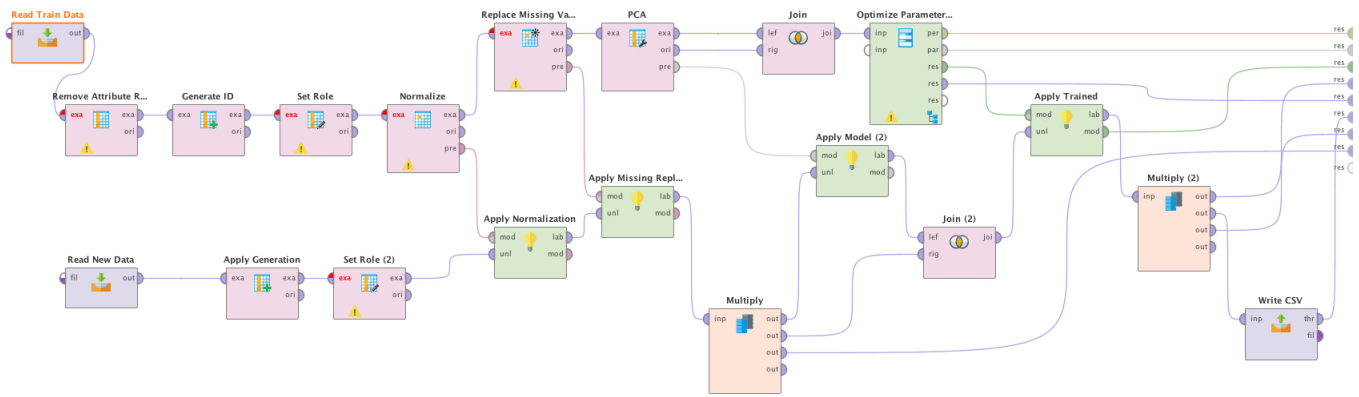 Read Train Data
fil out
Remove Attribute R...
exa exa
ori
Generate ID
exa exa
ori
Set Role
exa exa
ori
Normalize
exa exa
ori
pre
Replace Missing Va...
exa exa
ori
pre
PCA
exa exa
ori
pre
Join
lef joi
rig
Optimize Parameter...
inp per
inp par
res
res
res
Apply Trained
mod lab
unl mod
Apply Model (2)
mod lab
unl mod
Apply Missing Repl...
mod lab
unl mod
Apply Normalization
mod lab
unl mod
Join (2)
lef joi
rig
Multiply (2)
inp out
out
out
out
Read New Data
fil out
Apply Generation
exa exa
ori
Set Role (2)
exa exa
ori
Multiply
inp out
out
out
out
Write CSV
inp thr
fil
res
res
res
res
res
res
res
res
res